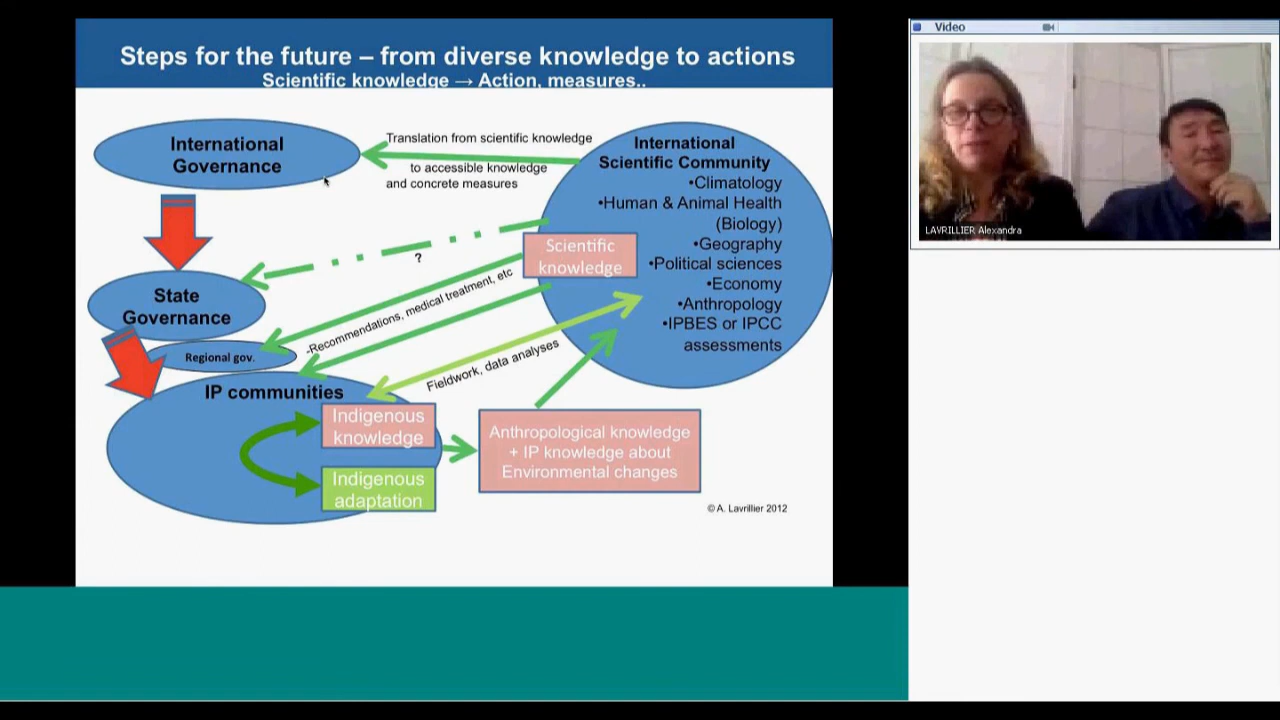 Steps for the future – from diverse knowledge to actions
Scientific knowledge → Action, measures..
International
Governance
Translation from scientific knowledge
to accessible knowledge
and concrete measures
International
Scientific Community
•Climatology
•Human & Animal Health
(Biology)
•Geography
•Political sciences
•Economy
•Anthropology
•IPBES or IPCC
assessments
Scientific
knowledge
?
State
Governance
-Recommendations, medical treatment, etc
Regional gov.
Fieldwork, data analyses
IP communities
Indigenous
knowledge
Indigenous
adaptation
Anthropological knowledge
+ IP knowledge about
Environmental changes
© A. Lavrillier 2012
Video
LAVRILLIER Alexandra